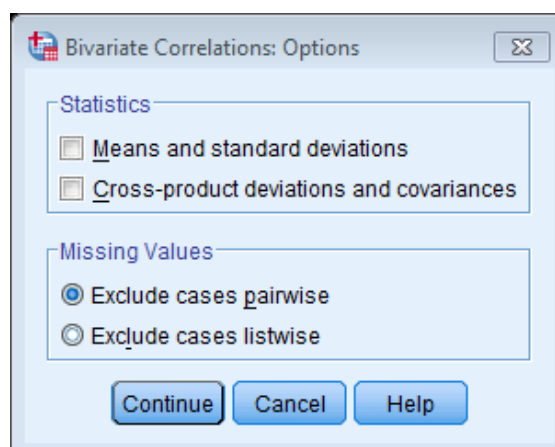 Bivariate Correlations: Options
Statistics
Means and standard deviations
Cross-product deviations and covariances
Missing Values
Exclude cases pairwise
Exclude cases listwise
Continue Cancel Help